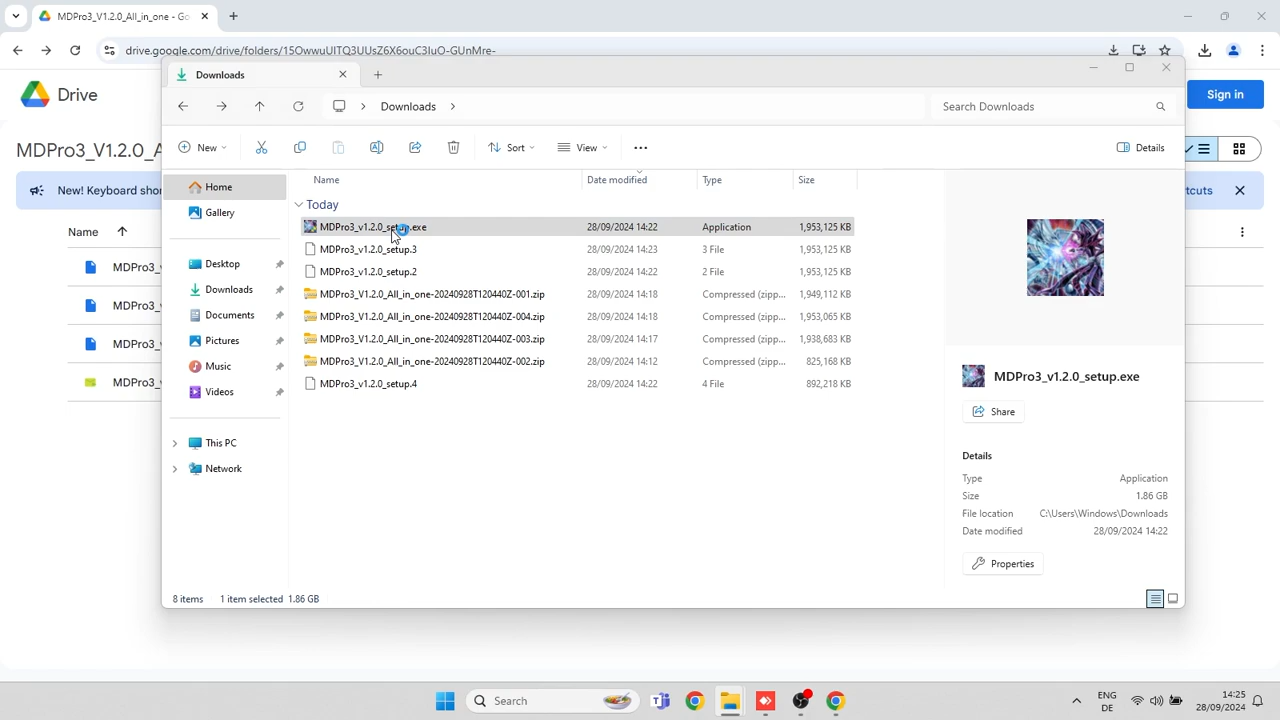 MDPro3_V1.2.0_All_in_one - Go
drive.google.com/drive/folders/15OwwuUITQ3UUsZ6X6ouC3IuO-GUnMre-
Downloads
Drive
Downloads
Search Downloads
Sign in
New
Sort
View
Details
MDPro3_V1.2.0_A
New! Keyboard shor
tcuts
Name
Home
Gallery
Desktop
Downloads
Documents
Pictures
Music
Videos
This PC
Network
Name Date modified Type Size
Today
MDPro3_v1.2.0_setup.exe 28/09/2024 14:22 Application 1,953,125 KB
MDPro3_v1.2.0_setup.3 28/09/2024 14:23 3 File 1,953,125 KB
MDPro3_v1.2.0_setup.2 28/09/2024 14:22 2 File 1,953,125 KB
MDPro3_V1.2.0_All_in_one-20240928T120440Z-001.zip 28/09/2024 14:18 Compressed (zipp... 1,949,112 KB
MDPro3_V1.2.0_All_in_one-20240928T120440Z-004.zip 28/09/2024 14:18 Compressed (zipp... 1,953,065 KB
MDPro3_V1.2.0_All_in_one-20240928T120440Z-003.zip 28/09/2024 14:17 Compressed (zipp... 1,938,683 KB
MDPro3_V1.2.0_All_in_one-20240928T120440Z-002.zip 28/09/2024 14:12 Compressed (zipp... 825,168 KB
MDPro3_v1.2.0_setup.4 28/09/2024 14:22 4 File 892,218 KB
MDPro3_v
MDPro3_v
MDPro3_v
MDPro3_v
MDPro3_v1.2.0_setup.exe
Share
Details
Type Application
Size 1.86 GB
File location C:\Users\Windows\Downloads
Date modified 28/09/2024 14:22
Properties
8 items 1 item selected 1.86 GB
Search
ENG
DE
14:25
28/09/2024